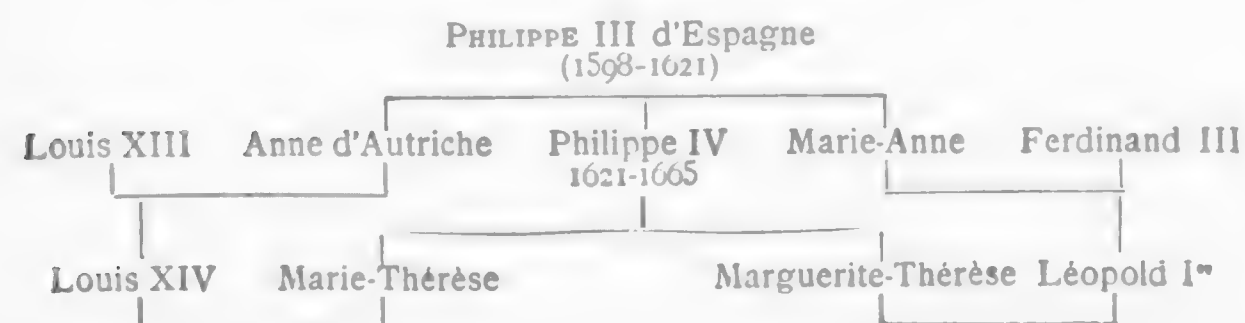 PHILIPPE III d'Espagne
(1598-1621)
Louis XIII Anne d'Autriche Philippe IV Marie-Anne Ferdinand III
1621-1665
Louis XIV Marie-Thérèse Marguerite-Thérèse Léopold Ier